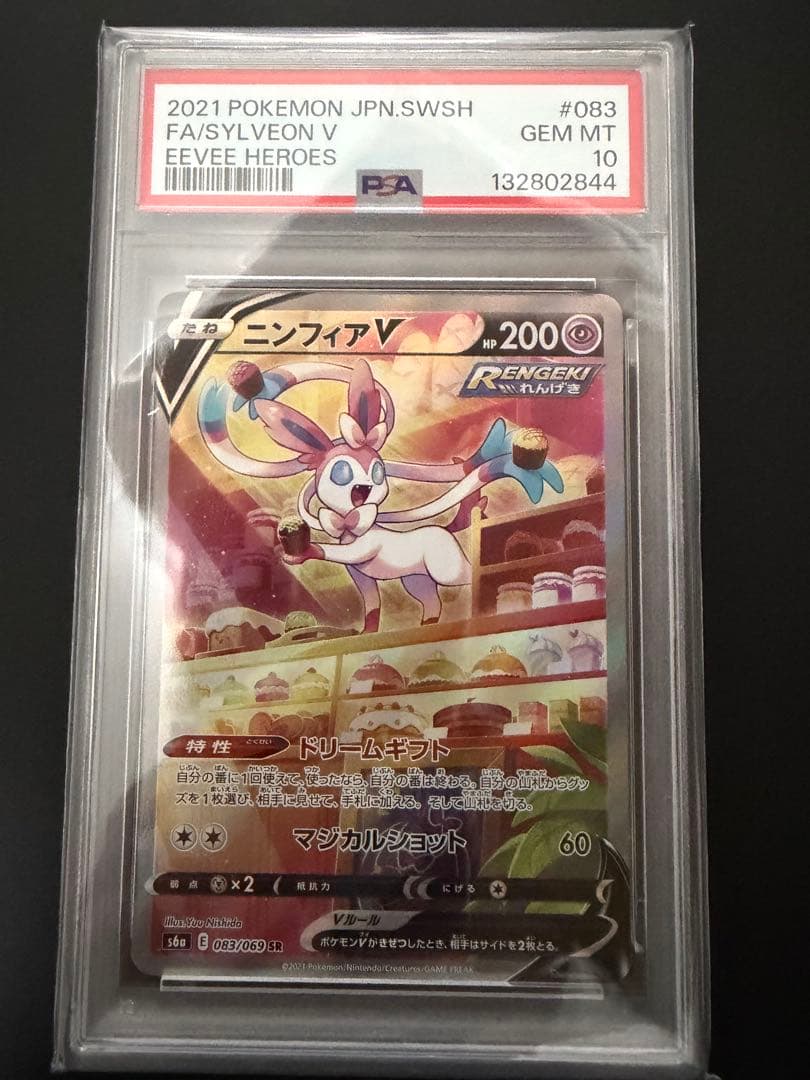 2021 POKEMON JPN.SWSH #083
FA/SYLVEON V GEM MT
EEVEE HEROES 10
PSA 132802844
たね ニンフィアV HP 200
RENGEKI
れんげき
特性 とくせい ドリームギフト
自分の番に1回使えて、使ったなら、自分の番は終わる。自分の山札からグッ
ズを1枚選び、相手に見せて、手札に加える。そして山札を切る。
マジカルショット 60
弱点 ×2 抵抗力 にげる
Vルール
Illus. Yuu Nishida
ポケモンVがきぜつしたとき、相手はサイドを2枚とる。
s6a E 083/069 SR
©2021 Pokémon/Nintendo/Creatures/GAME FREAK